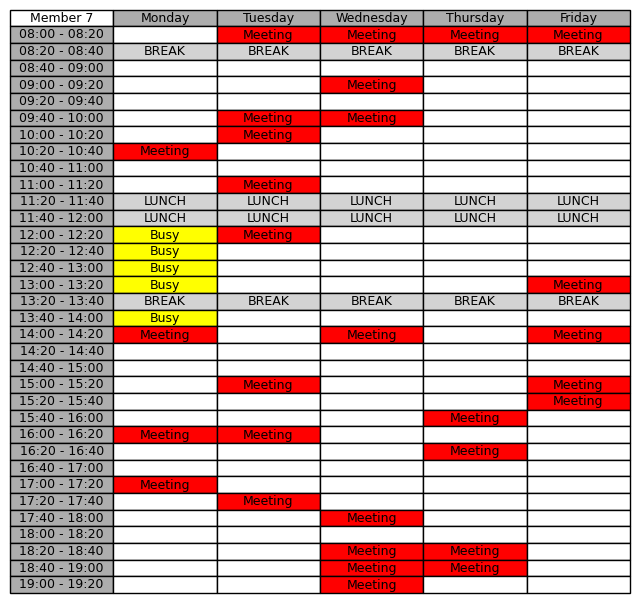 Member 7 Monday Tuesday Wednesday Thursday Friday
08:00 - 08:20 Meeting Meeting Meeting Meeting
08:20 - 08:40 BREAK BREAK BREAK BREAK BREAK
08:40 - 09:00
09:00 - 09:20 Meeting
09:20 - 09:40
09:40 - 10:00 Meeting Meeting
10:00 - 10:20 Meeting
10:20 - 10:40 Meeting
10:40 - 11:00
11:00 - 11:20 Meeting
11:20 - 11:40 LUNCH LUNCH LUNCH LUNCH LUNCH
11:40 - 12:00 LUNCH LUNCH LUNCH LUNCH LUNCH
12:00 - 12:20 Busy Meeting
12:20 - 12:40 Busy
12:40 - 13:00 Busy
13:00 - 13:20 Busy Meeting
13:20 - 13:40 BREAK BREAK BREAK BREAK BREAK
13:40 - 14:00 Busy
14:00 - 14:20 Meeting Meeting Meeting
14:20 - 14:40
14:40 - 15:00
15:00 - 15:20 Meeting Meeting
15:20 - 15:40 Meeting
15:40 - 16:00 Meeting
16:00 - 16:20 Meeting Meeting
16:20 - 16:40 Meeting
16:40 - 17:00
17:00 - 17:20 Meeting
17:20 - 17:40 Meeting
17:40 - 18:00 Meeting
18:00 - 18:20
18:20 - 18:40 Meeting Meeting
18:40 - 19:00 Meeting Meeting
19:00 - 19:20 Meeting